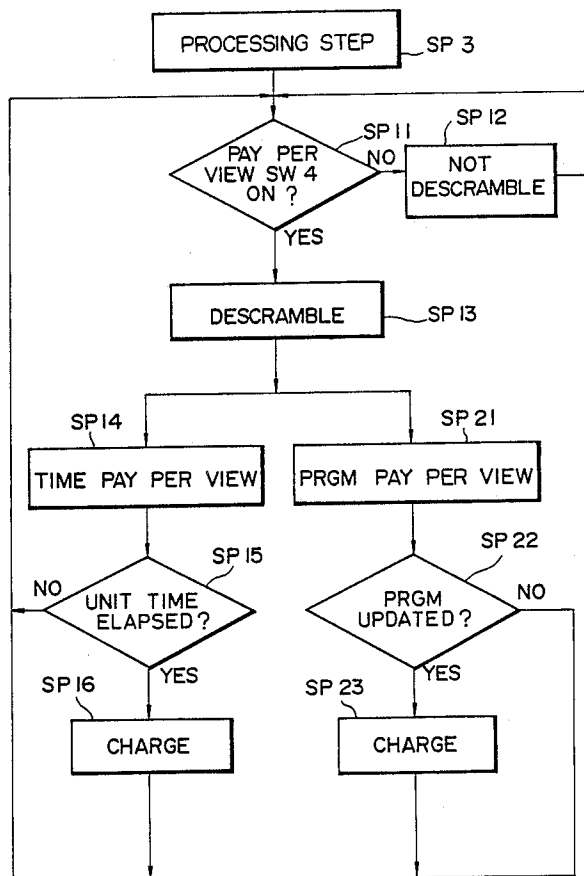 PROCESSING STEP
SP 3
SP 11
PAY PER
VIEW SW 4
ON ?
NO
YES
SP 12
NOT
DESCRAMBLE
DESCRAMBLE
SP 13
SP 14
TIME PAY PER VIEW
SP 21
PRGM PAY PER VIEW
SP 15
NO
UNIT TIME
ELAPSED ?
YES
SP 22
PRGM
UPDATED ?
NO
YES
SP 16
CHARGE
SP 23
CHARGE